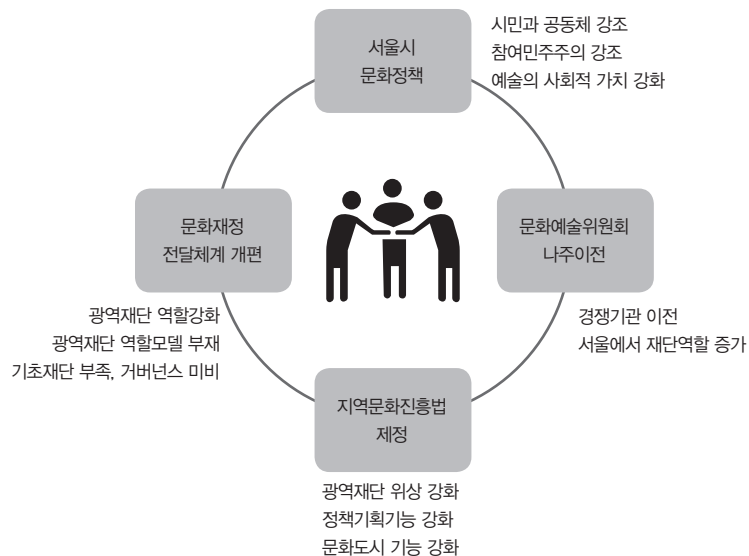 서울시
문화정책
시민과 공동체 강조
참여민주주의 강조
예술의 사회적 가치 강화
문화재정
전달체계 개편
문화예술위원회
나주이전
광역재단 역할강화
광역재단 역할모델 부재
기초재단 부족, 거버넌스 미비
경쟁기관 이전
서울에서 재단역할 증가
지역문화진흥법
제정
광역재단 위상 강화
정책기획기능 강화
문화도시 기능 강화